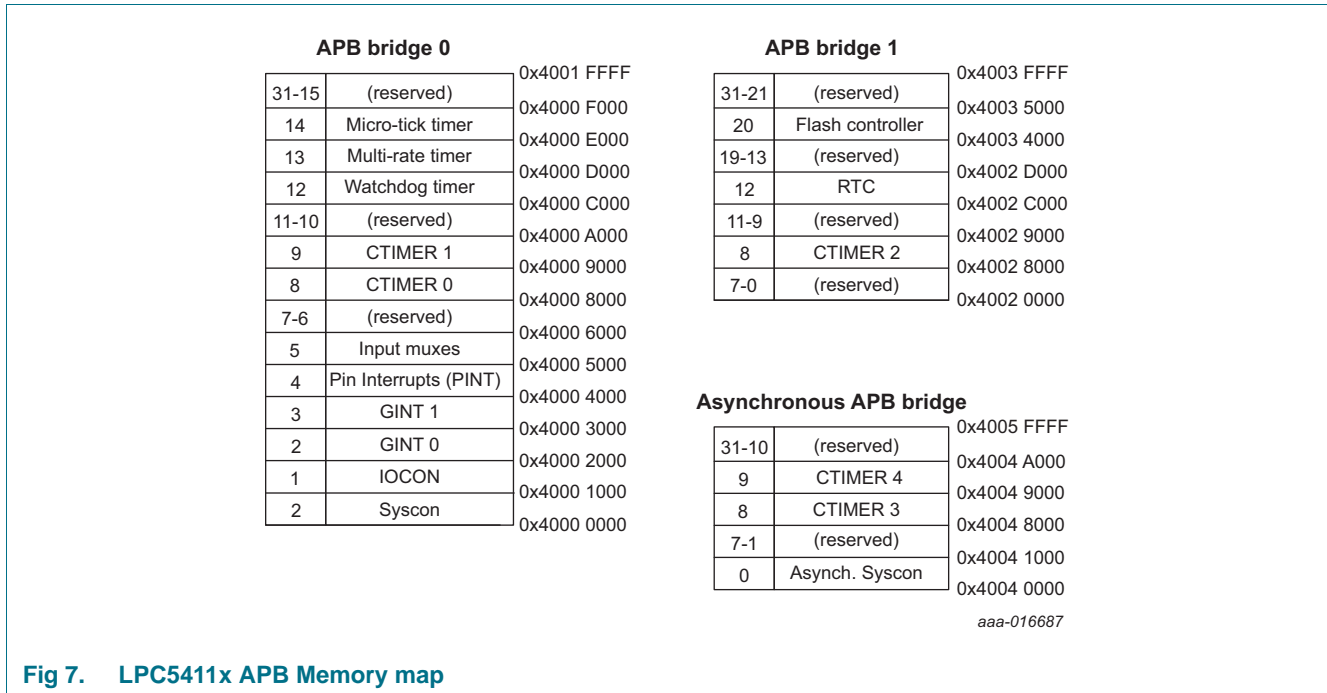 APB bridge 0
0x4001 FFFF
31-15 (reserved)
0x4000 F000
14 Micro-tick timer
0x4000 E000
13 Multi-rate timer
0x4000 D000
12 Watchdog timer
0x4000 C000
11-10 (reserved)
0x4000 A000
9 CTIMER 1
0x4000 9000
8 CTIMER 0
0x4000 8000
7-6 (reserved)
0x4000 6000
5 Input muxes
0x4000 5000
4 Pin Interrupts (PINT)
0x4000 4000
3 GINT 1
0x4000 3000
2 GINT 0
0x4000 2000
1 IOCON
0x4000 1000
2 Syscon
0x4000 0000
APB bridge 1
0x4003 FFFF
31-21 (reserved)
0x4003 5000
20 Flash controller
0x4003 4000
19-13 (reserved)
0x4002 D000
12 RTC
0x4002 C000
11-9 (reserved)
0x4002 9000
8 CTIMER 2
0x4002 8000
7-0 (reserved)
0x4002 0000
Asynchronous APB bridge
0x4005 FFFF
31-10 (reserved)
0x4004 A000
9 CTIMER 4
0x4004 9000
8 CTIMER 3
0x4004 8000
7-1 (reserved)
0x4004 1000
0 Asynch. Syscon
0x4004 0000
aaa-016687
Fig 7. LPC5411x APB Memory map